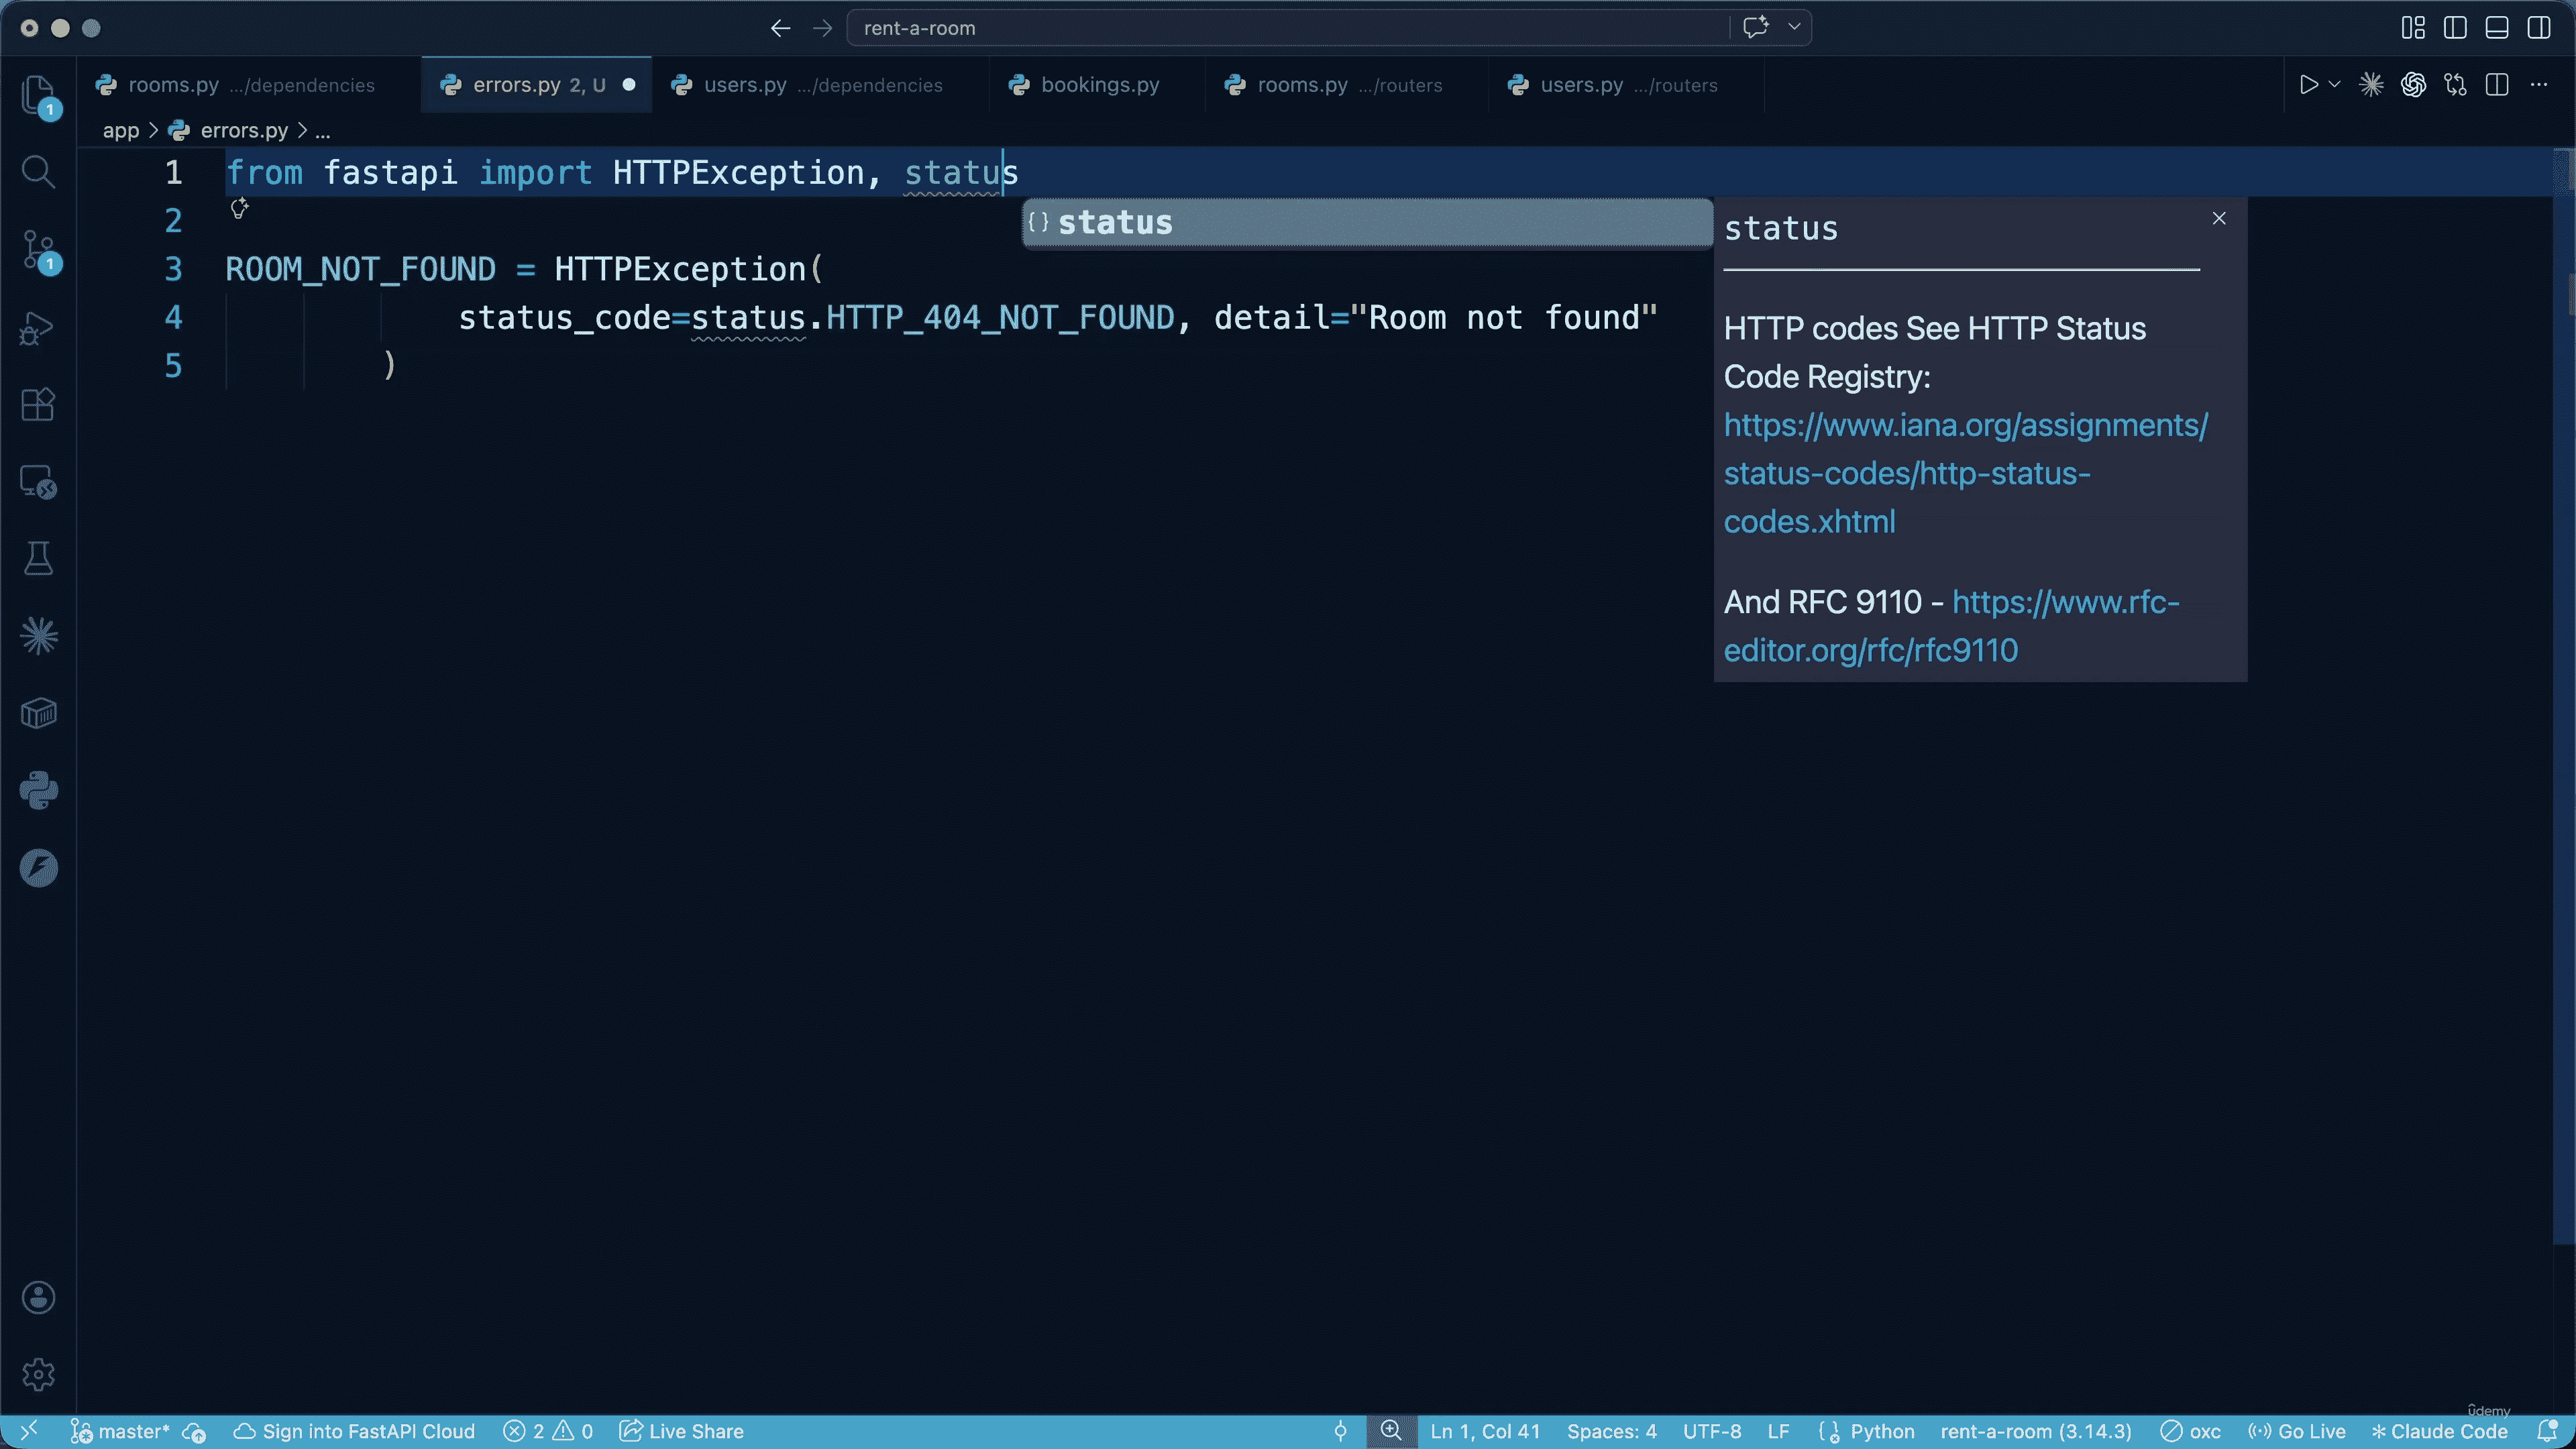 rent-a-room
rooms.py .../dependencies errors.py 2, U users.py .../dependencies bookings.py rooms.py .../routers users.py .../routers
app > errors.py > ...
1 from fastapi import HTTPException, status
2
3 ROOM_NOT_FOUND = HTTPException(
4 status_code=status.HTTP_404_NOT_FOUND, detail="Room not found"
5 )
{} status
status
HTTP codes See HTTP Status
Code Registry:
https://www.iana.org/assignments/
status-codes/http-status-
codes.xhtml
And RFC 9110 - https://www.rfc-
editor.org/rfc/rfc9110
1
1
udemy
master* Sign into FastAPI Cloud 2 0 Live Share Ln 1, Col 41 Spaces: 4 UTF-8 LF Python rent-a-room (3.14.3) oxc Go Live Claude Code